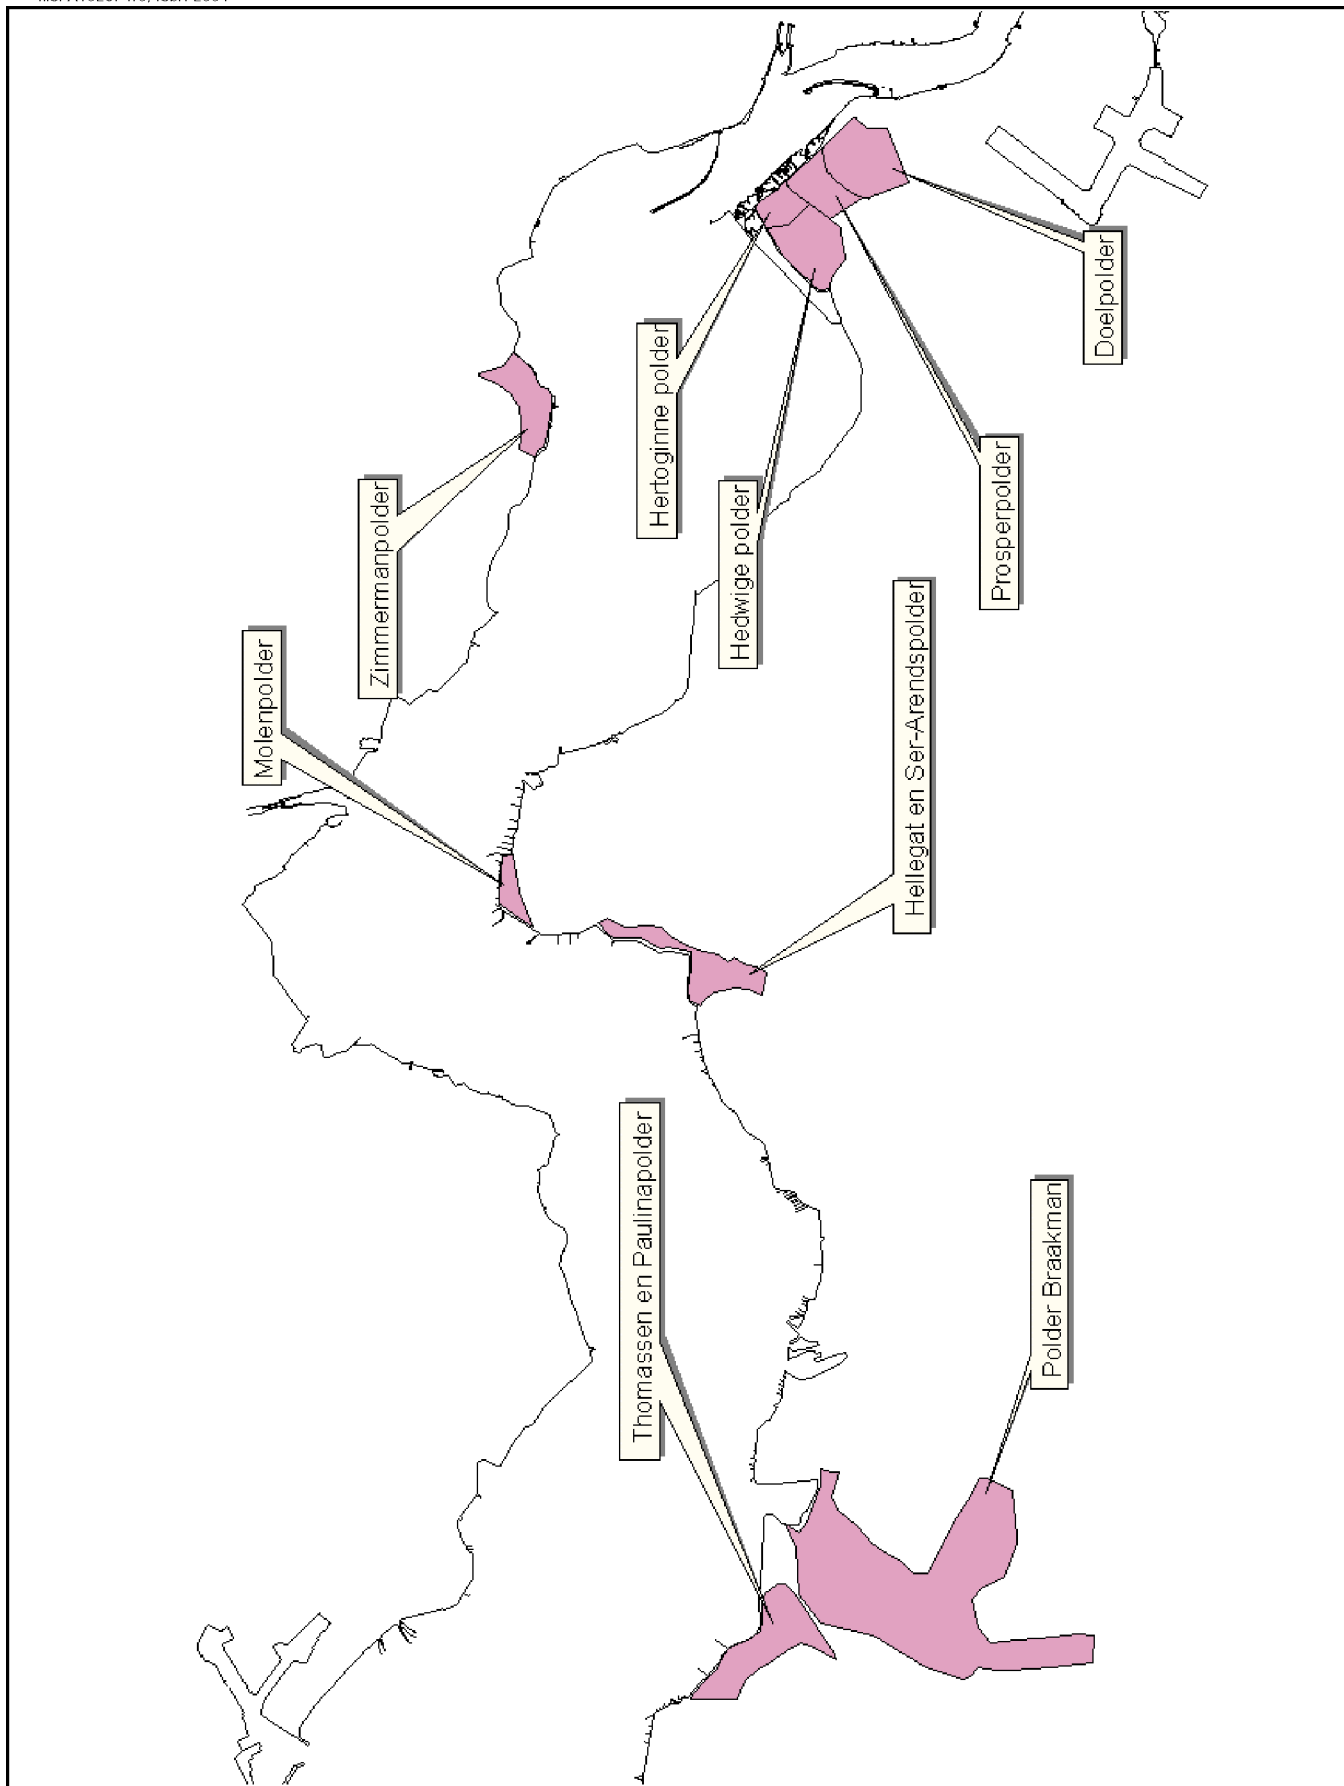 Molenpolder
Zimmermanpolder
Hertoginne polder
Hedwige polder
Prosperpolder
Doelpolder
Hellegat en Ser-Arendspolder
Thomassen en Paulinapolder
Polder Braakman